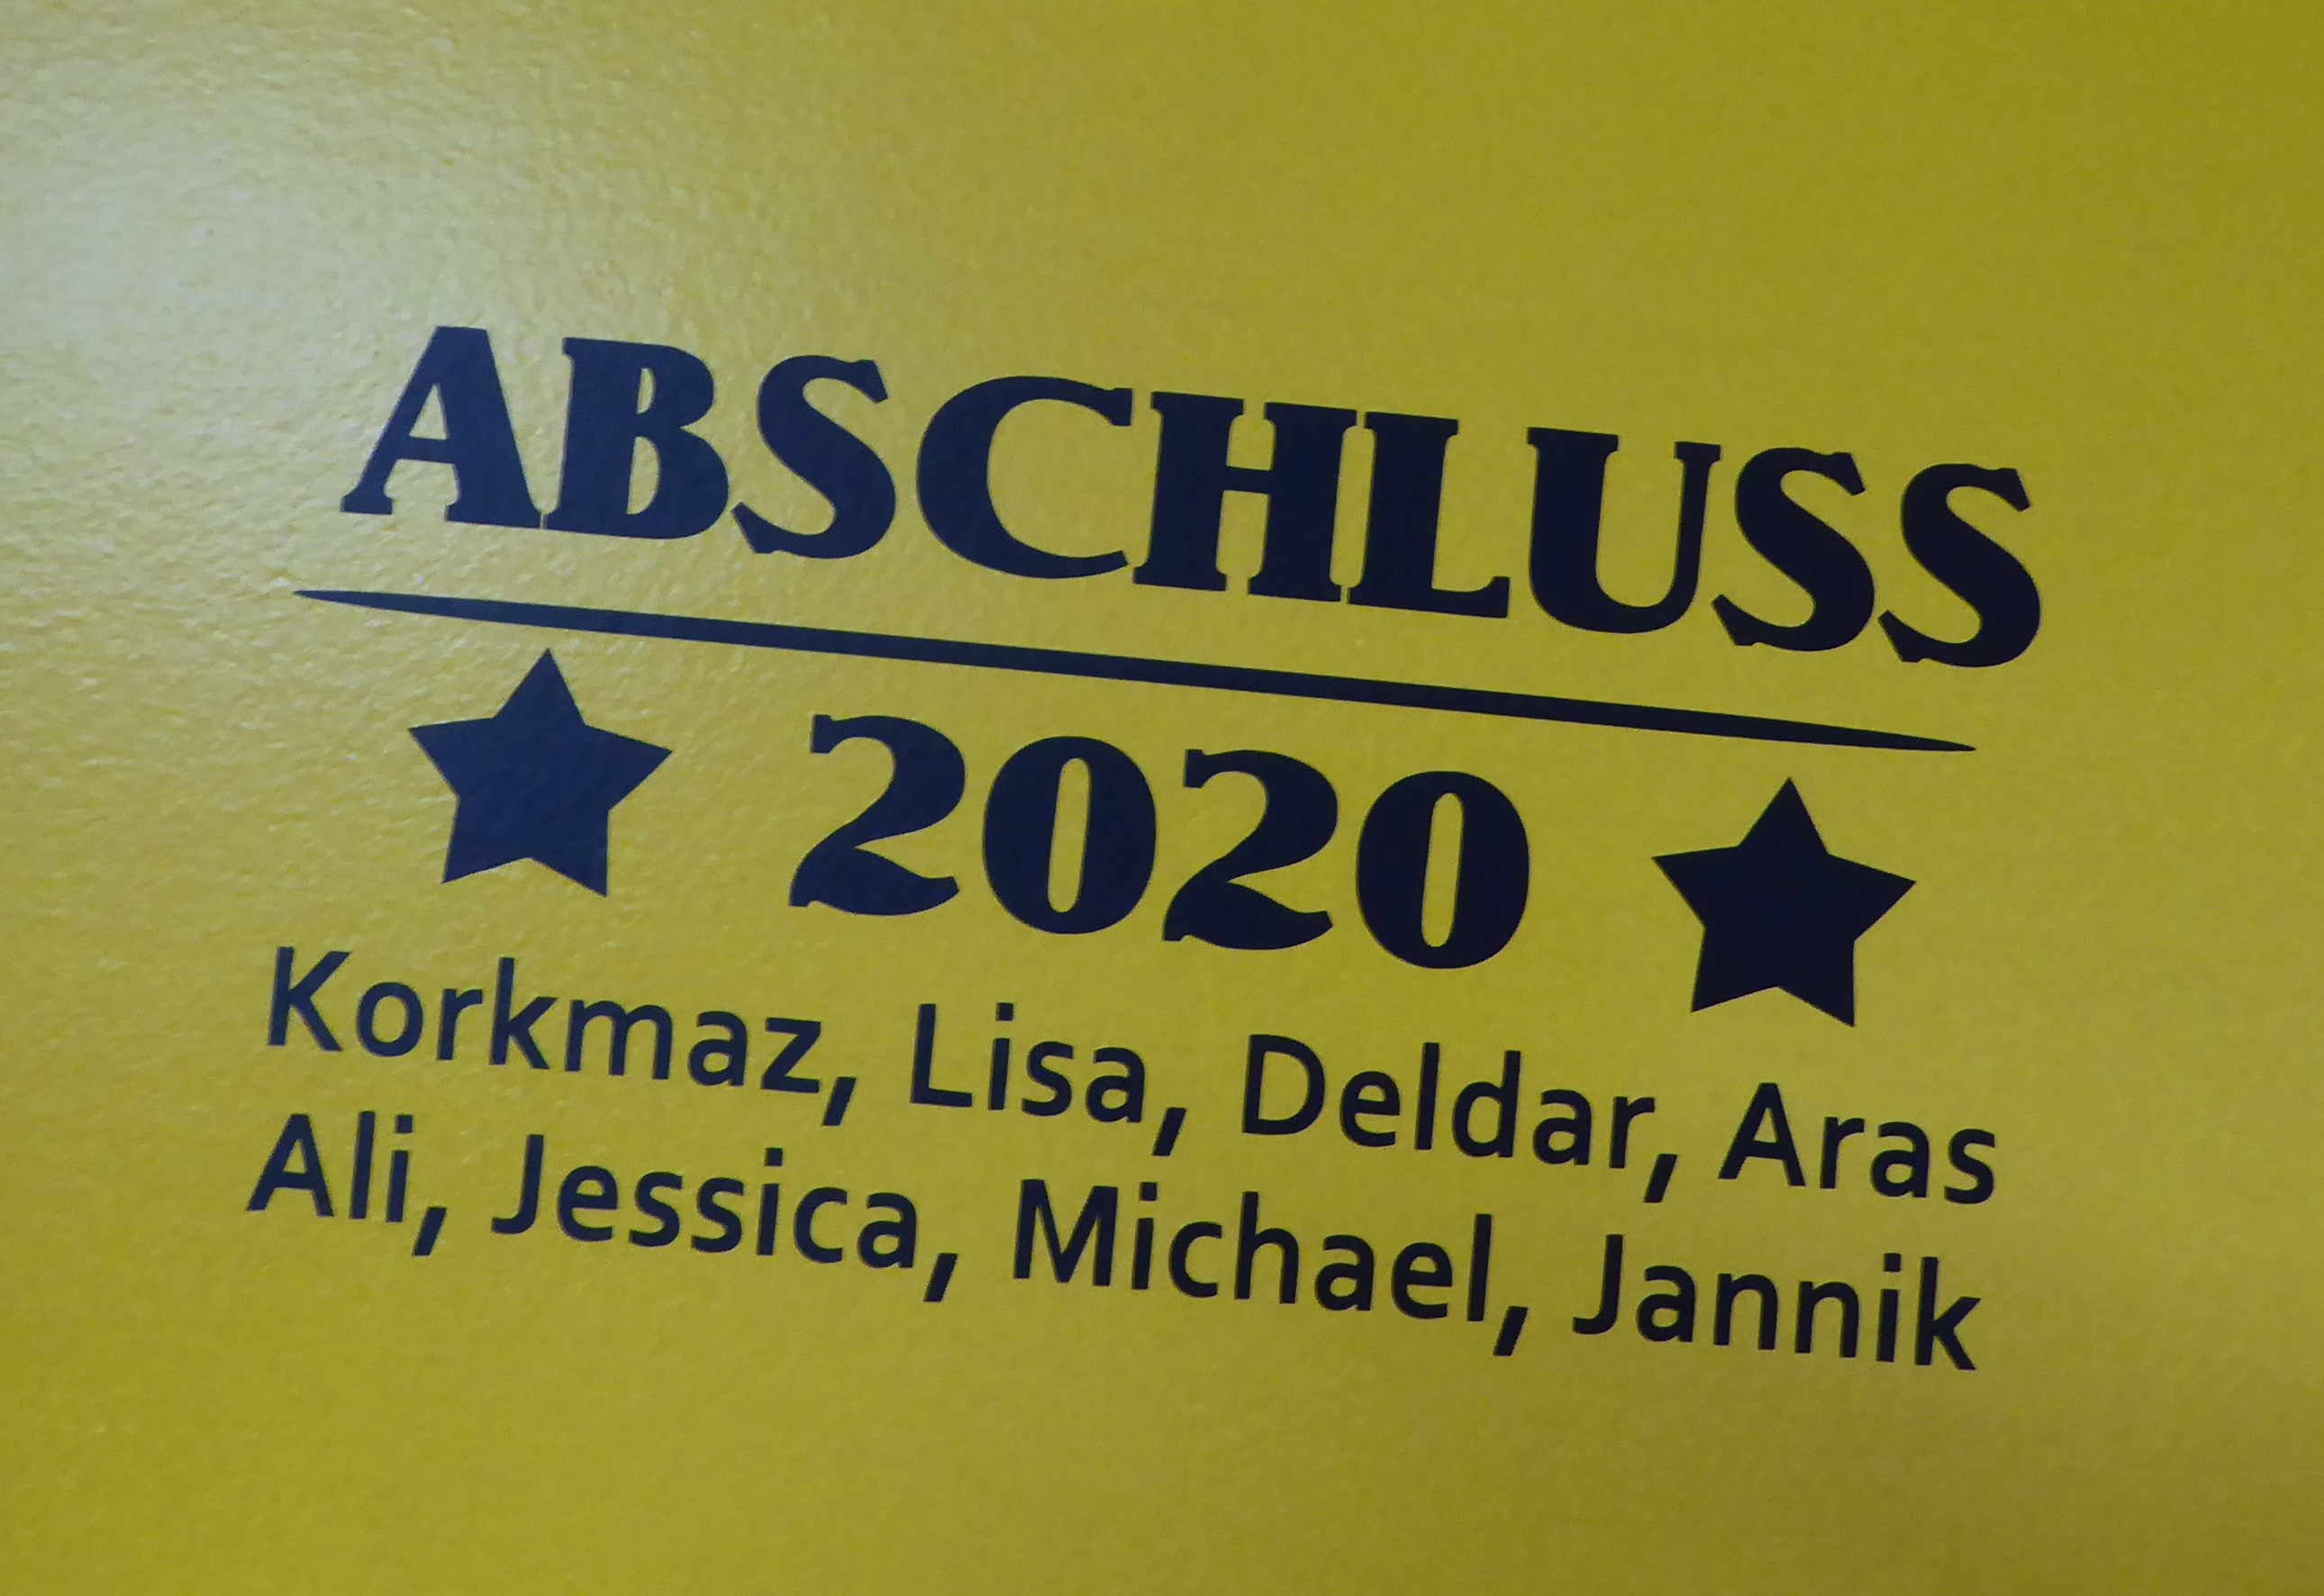 ABSCHLUSS
2020
Korkmaz, Lisa, Deldar, Aras
Ali, Jessica, Michael, Jannik